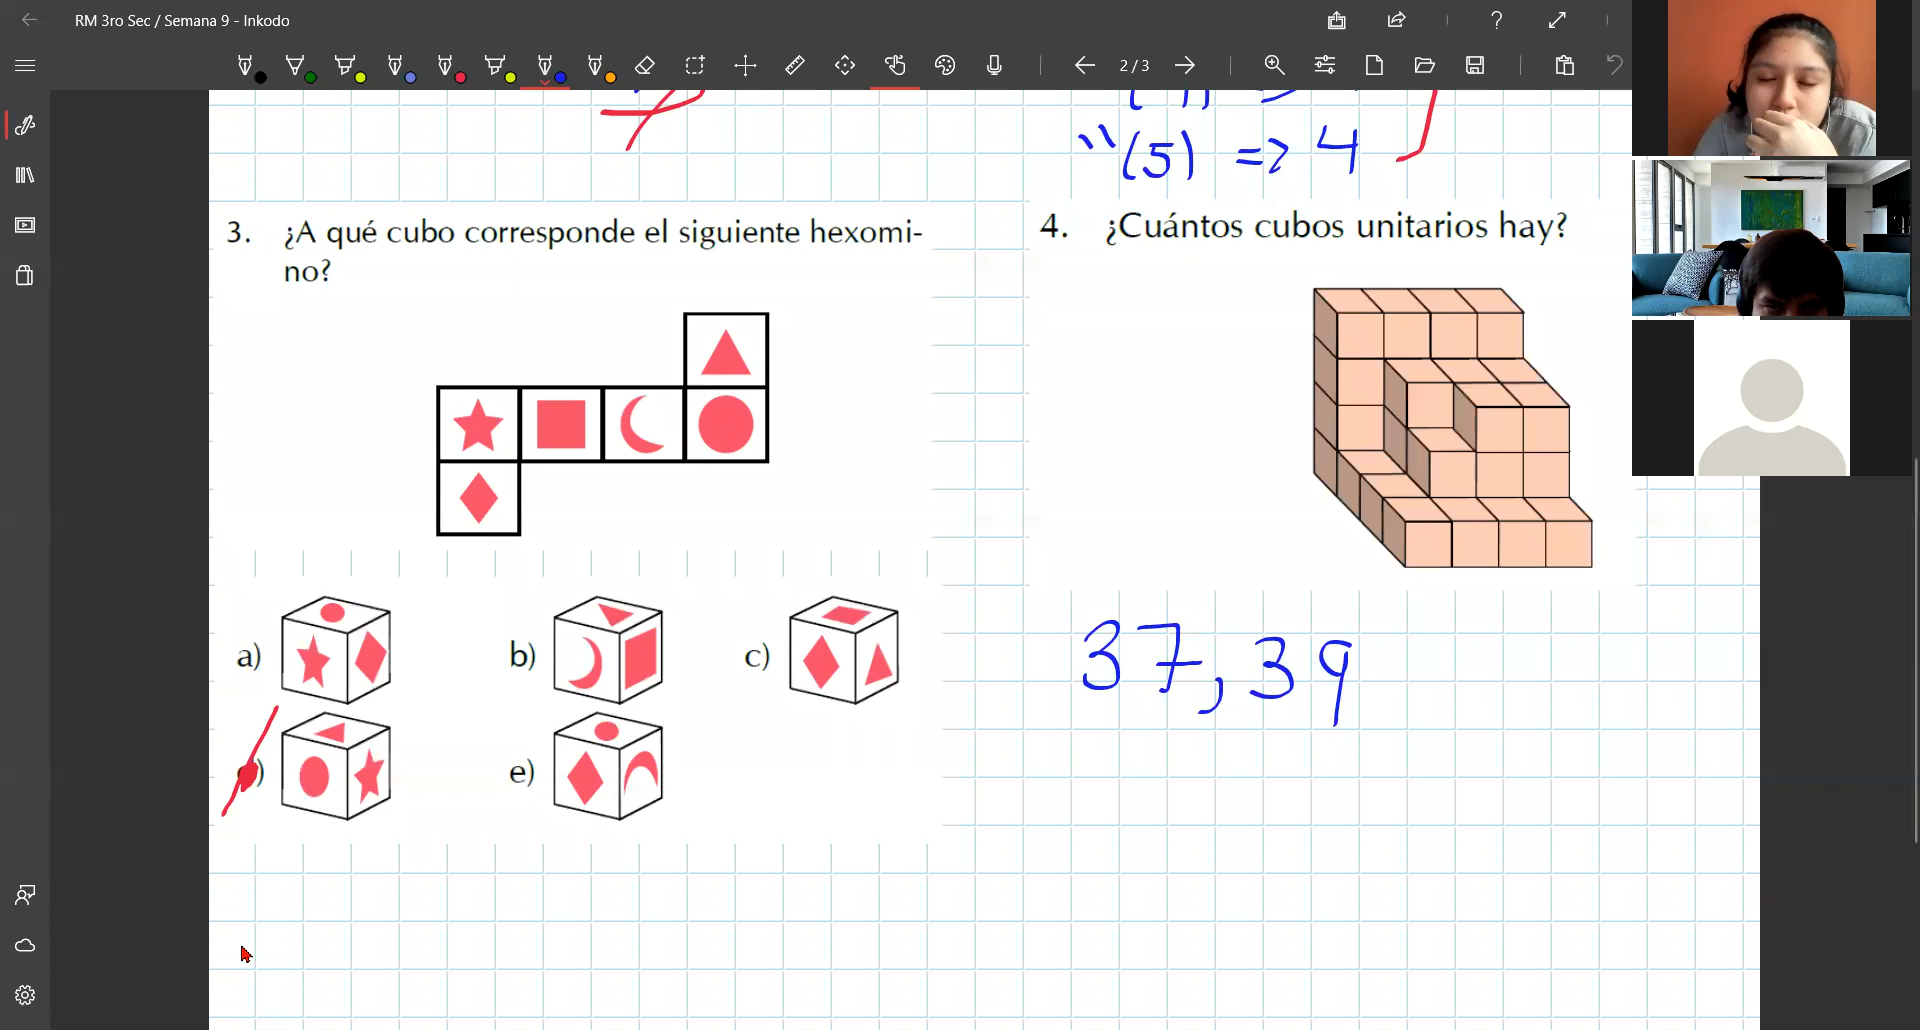 RM 3ro Sec / Semana 9 - Inkodo
?
2 / 3
"(5) => 4
3. ¿A qué cubo corresponde el siguiente hexomi-
no?
a)
b)
c)
e)
4. ¿Cuántos cubos unitarios hay?
37, 39